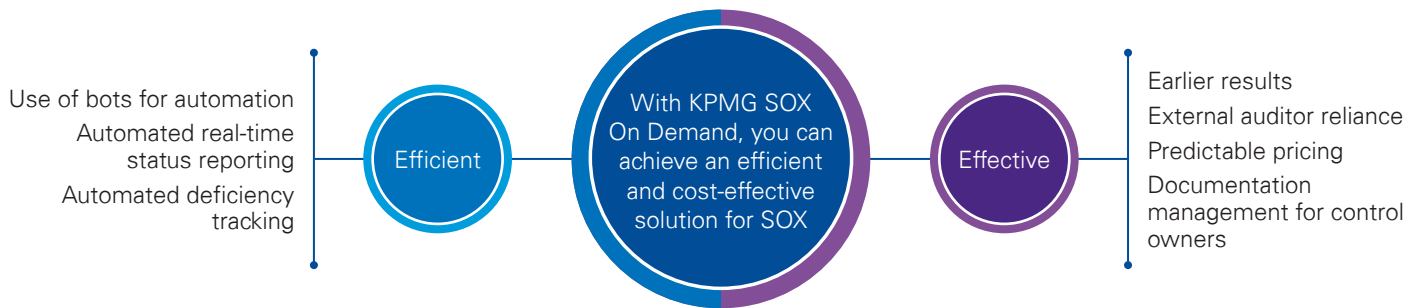 Use of bots for automation
Automated real-time
status reporting
Automated deficiency
tracking
Efficient
With KPMG SOX
On Demand, you can
achieve an efficient
and cost-effective
solution for SOX
Effective
Earlier results
External auditor reliance
Predictable pricing
Documentation
management for control
owners